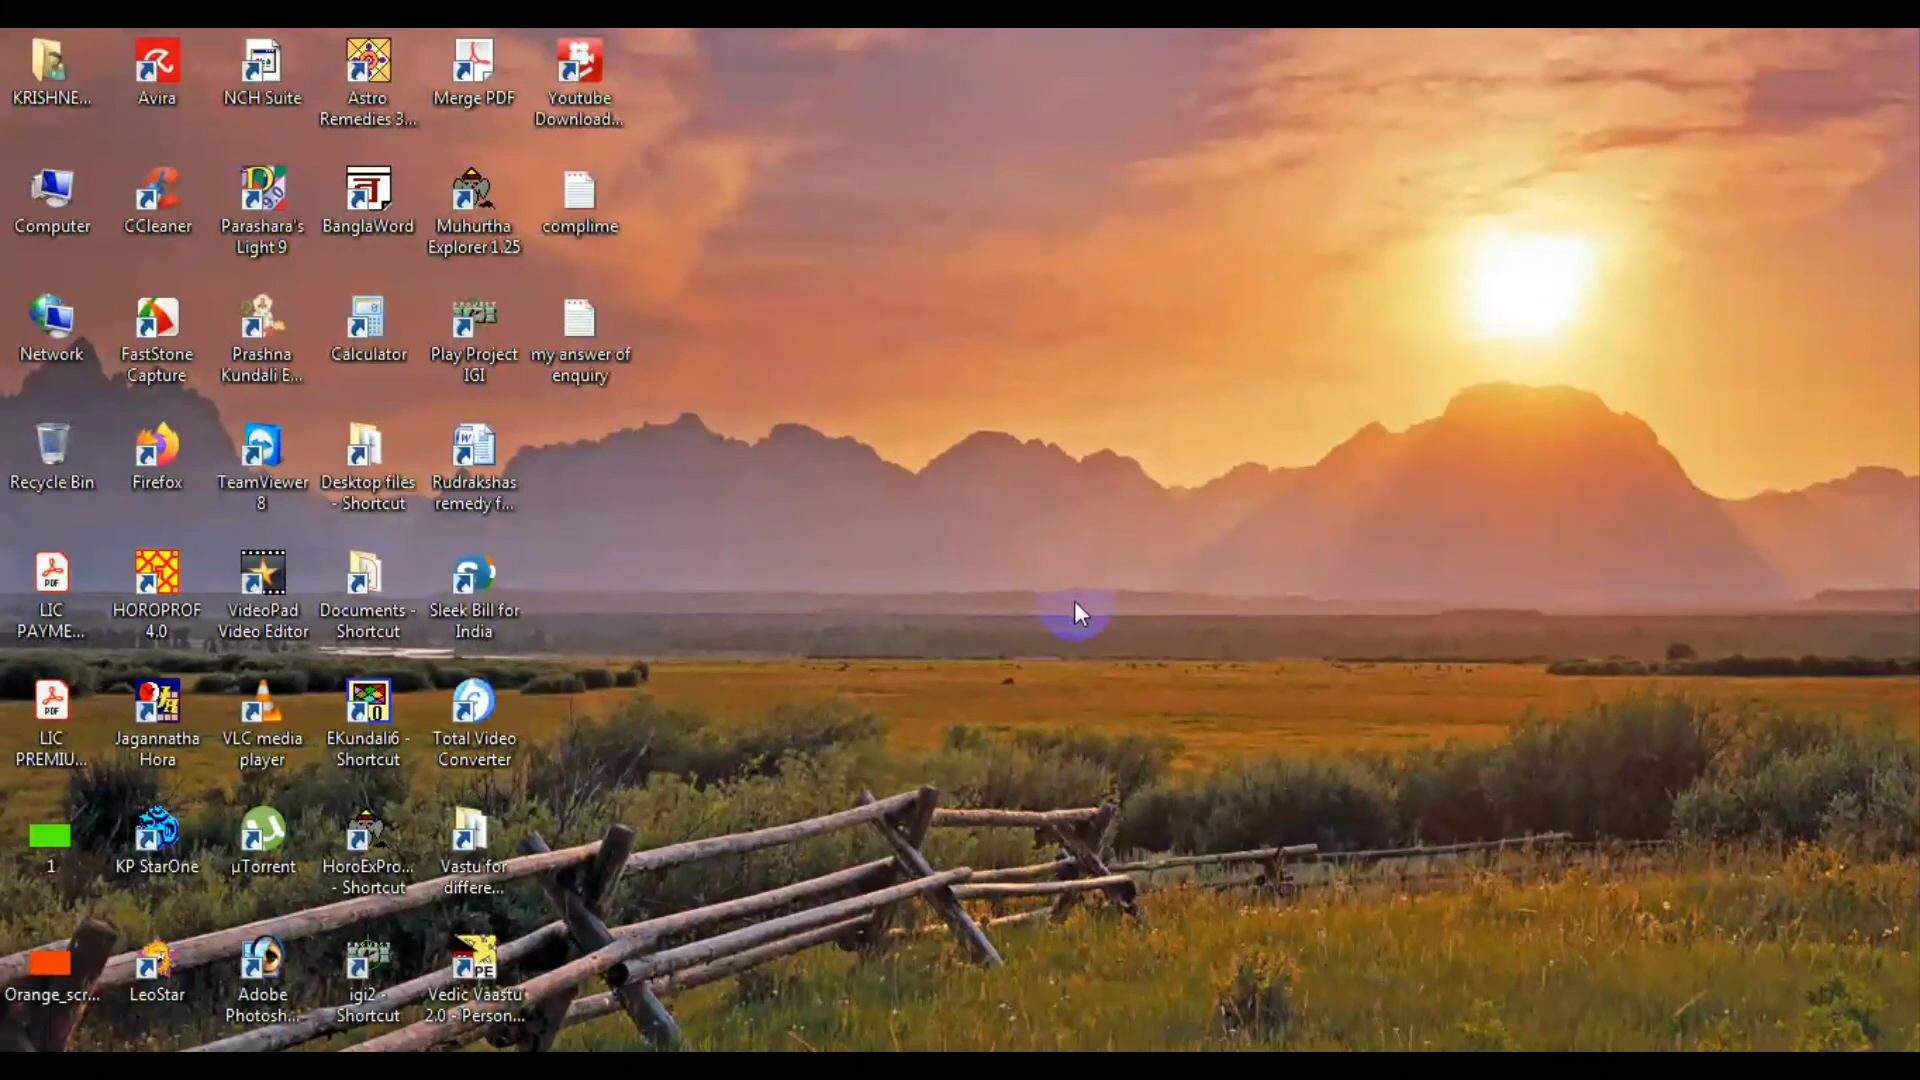 KRISHNE...
Avira
NCH Suite
Astro
Remedies 3...
Merge PDF
Youtube
Download...
Computer
CCleaner
Parashara's
Light 9
BanglaWord
Muhurtha
Explorer 1.25
complime
Network
FastStone
Capture
Prashna
Kundali E...
Calculator
Play Project
IGI
my answer of
enquiry
Recycle Bin
Firefox
TeamViewer
8
Desktop files
- Shortcut
Rudrakshas
remedy f...
PDF
LIC
PAYME...
HOROPROF
4.0
VideoPad
Video Editor
Documents -
Shortcut
Sleek Bill for
India
PDF
LIC
PREMIU...
Jagannatha
Hora
VLC media
player
EKundali6 -
Shortcut
Total Video
Converter
1
KP StarOne
µTorrent
HoroExPro...
- Shortcut
Vastu for
differe...
Orange_scr...
LeoStar
Adobe
Photosh...
igi2 -
Shortcut
PE
Vedic Vaastu
2.0 - Person...